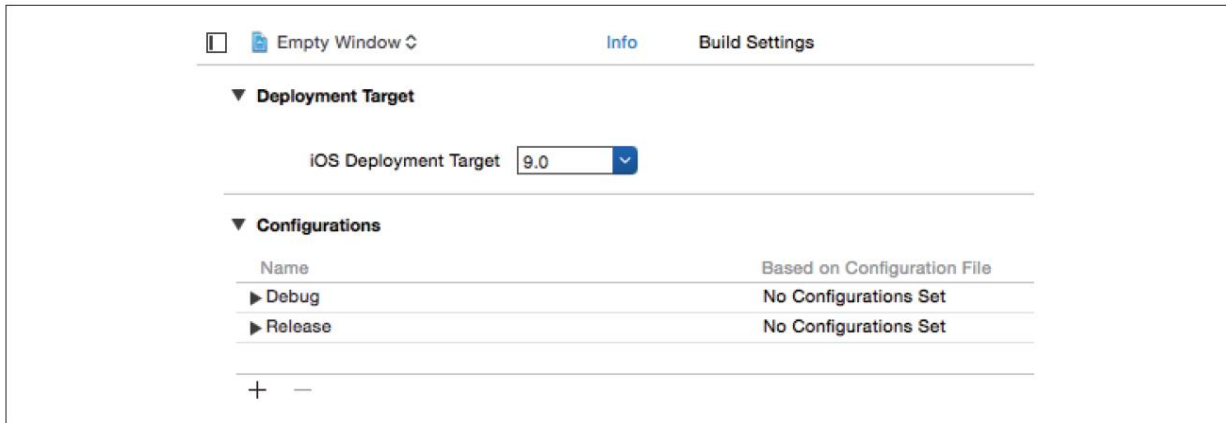 Empty Window Info Build Settings
Deployment Target
iOS Deployment Target 9.0
Configurations
Name Based on Configuration File
Debug No Configurations Set
Release No Configurations Set